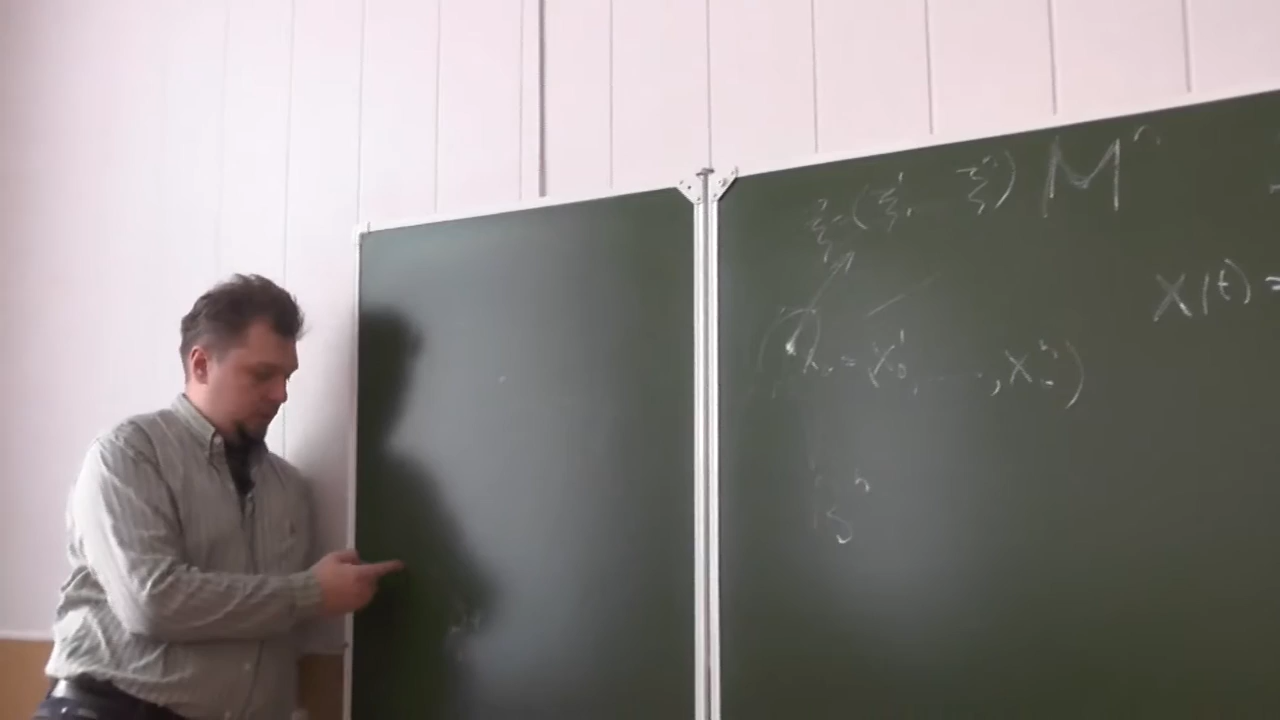 ξ = (ξ¹, ... ξⁿ) Mⁿ
X(t) =
(x₀ = x₀¹, ..., x₀ⁿ)